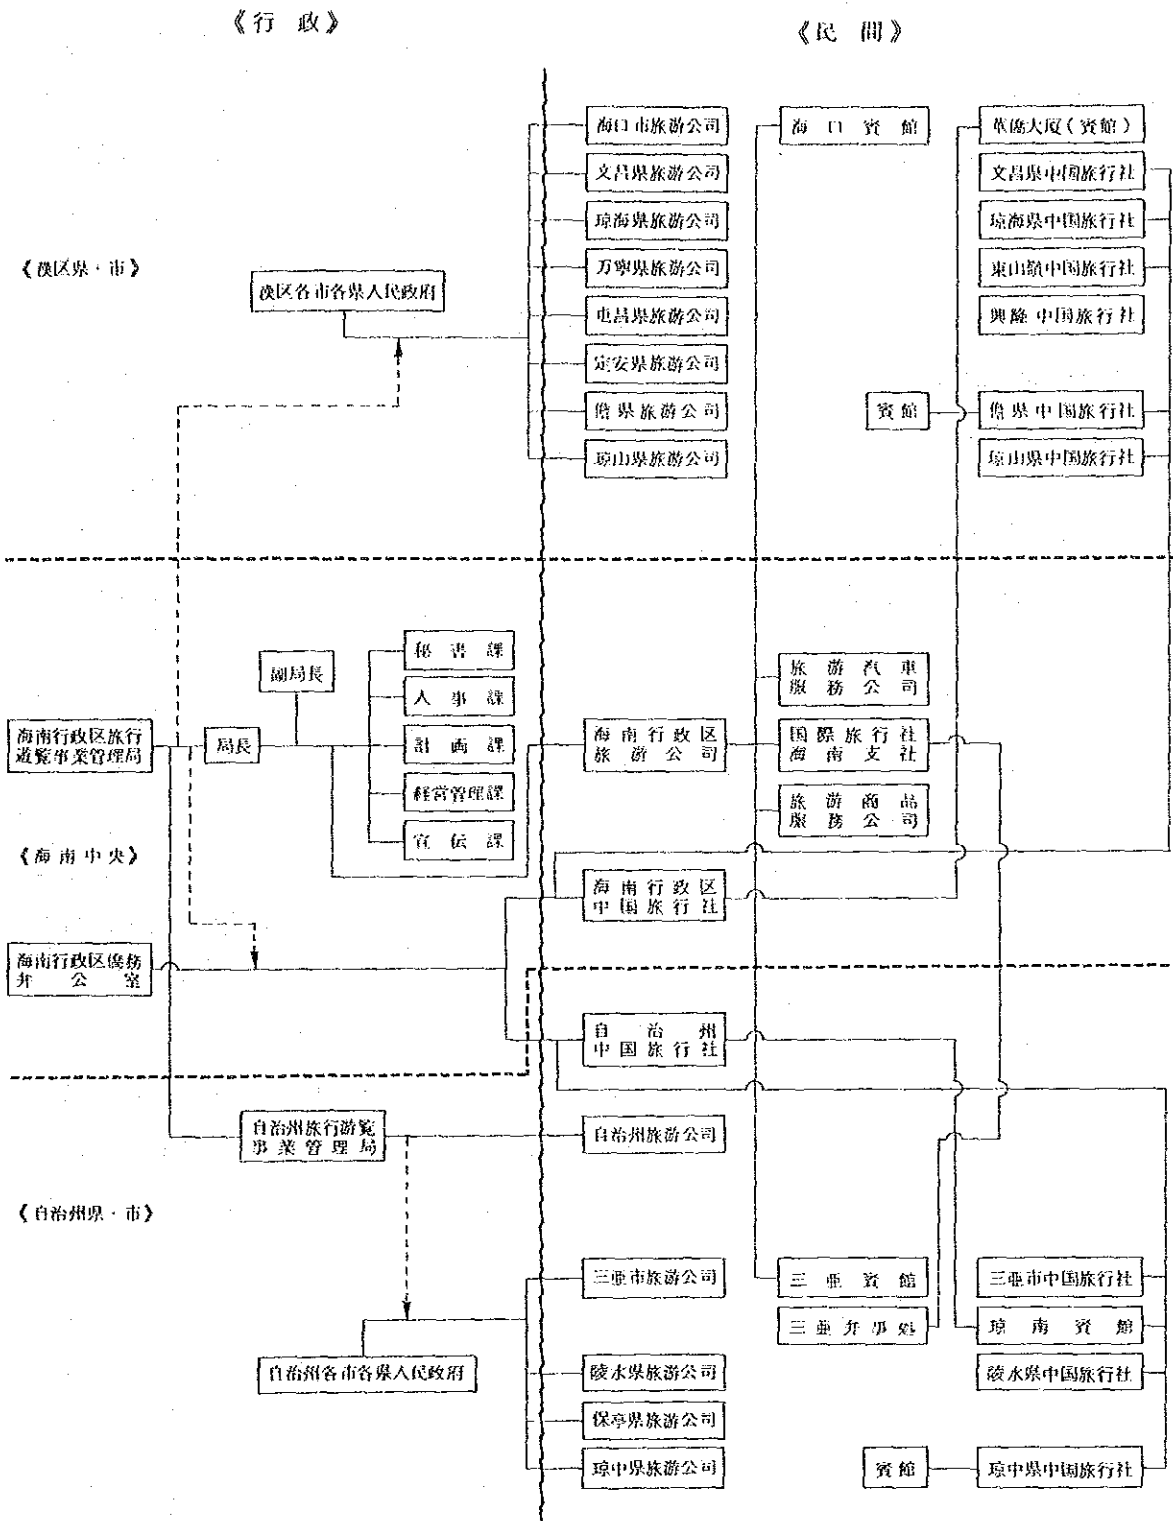 《行 政》
《民 間》
海口市旅游公司
海口賓館
華僑大厦(賓館)
文昌県旅游公司
文昌県中国旅行社
琼海県旅游公司
琼海県中国旅行社
《漢区県・市》
万寧県旅游公司
東山嶺中国旅行社
漢区各市各県人民政府
屯昌県旅游公司
興隆中国旅行社
定安県旅游公司
儋県旅游公司
賓館
儋県中国旅行社
琼山県旅游公司
琼山県中国旅行社
秘書課
副局長
人事課
旅游汽車
服務公司
海南行政区旅行
遊覧事業管理局
局長
計画課
海南行政区
旅游公司
国際旅行社
海南支社
経営管理課
旅游商品
服務公司
宣伝課
《海南中央》
海南行政区
中国旅行社
海南行政区僑務
弁公室
自治州
中国旅行社
自治州旅行游覧
事業管理局
自治州旅游公司
《自治州県・市》
三亜市旅游公司
三亜賓館
三亜市中国旅行社
三亜弁事処
琼南賓館
自治州各市各県人民政府
陵水県旅游公司
陵水県中国旅行社
保亭県旅游公司
琼中県旅游公司
賓館
琼中県中国旅行社